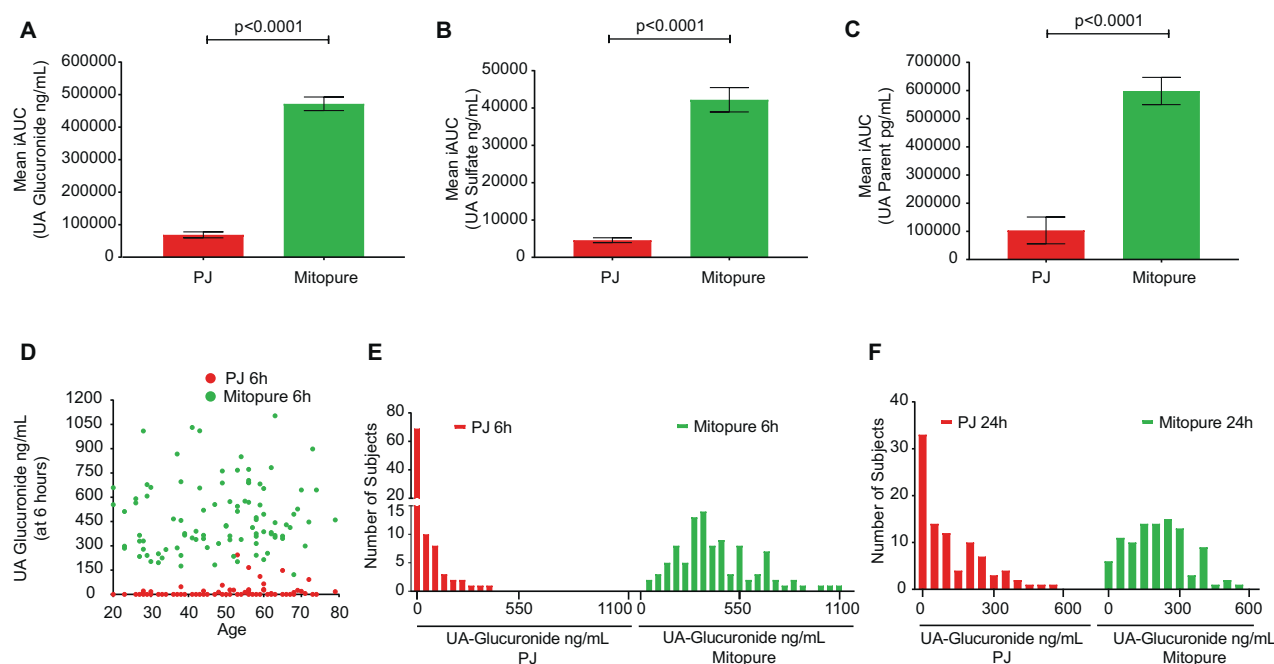 A
p<0.0001
Mean iAUC
(UA Glucuronide ng/mL)
600000
500000
400000
300000
200000
100000
0
PJ
Mitopure
B
p<0.0001
Mean iAUC
(UA Sulfate ng/mL)
50000
40000
30000
20000
10000
0
PJ
Mitopure
C
p<0.0001
Mean iAUC
(UA Parent pg/mL)
700000
600000
500000
400000
300000
200000
100000
0
PJ
Mitopure
D
PJ 6h
Mitopure 6h
UA Glucuronide ng/mL
(at 6 hours)
1200
1050
900
750
600
450
300
150
0
20 30 40 50 60 70 80
Age
E
PJ 6h
Mitopure 6h
Number of Subjects
80
60
40
20
15
10
5
0
0 550 1100
0 550 1100
UA-Glucuronide ng/mL
PJ
UA-Glucuronide ng/mL
Mitopure
F
PJ 24h
Mitopure 24h
Number of Subjects
40
30
20
10
0
0 300 600
0 300 600
UA-Glucuronide ng/mL
PJ
UA-Glucuronide ng/mL
Mitopure